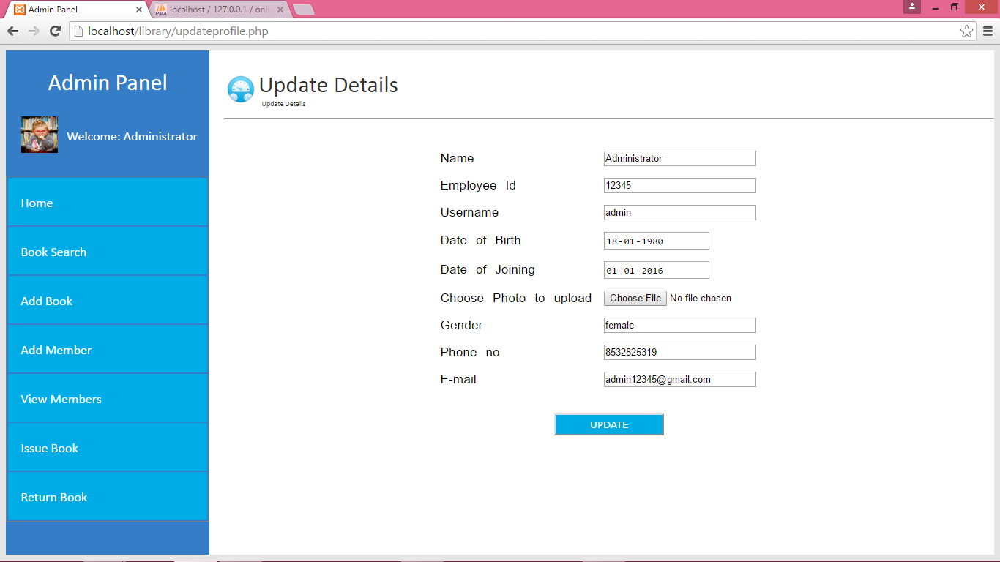 Admin Panel
localhost / 127.0.0.1 / onli
localhost/library/updateprofile.php
Admin Panel
Welcome: Administrator
Home
Book Search
Add Book
Add Member
View Members
Issue Book
Return Book
Update Details
Update Details
Name Administrator
Employee Id 12345
Username admin
Date of Birth 18-01-1980
Date of Joining 01-01-2016
Choose Photo to upload Choose File No file chosen
Gender female
Phone no 8532825319
E-mail admin12345@gmail.com
UPDATE